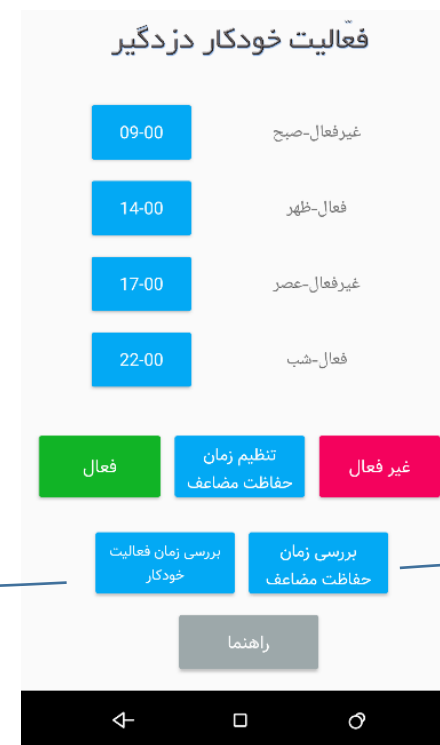 فعّالیت خودکار دزدگیر
غیرفعال-صبح 09-00
فعال-ظهر 14-00
غیرفعال-عصر 17-00
فعال-شب 22-00
غیر فعال
تنظیم زمان
حفاظت مضاعف
فعال
بررسی زمان
حفاظت مضاعف
بررسی زمان فعالیت
خودکار
راهنما